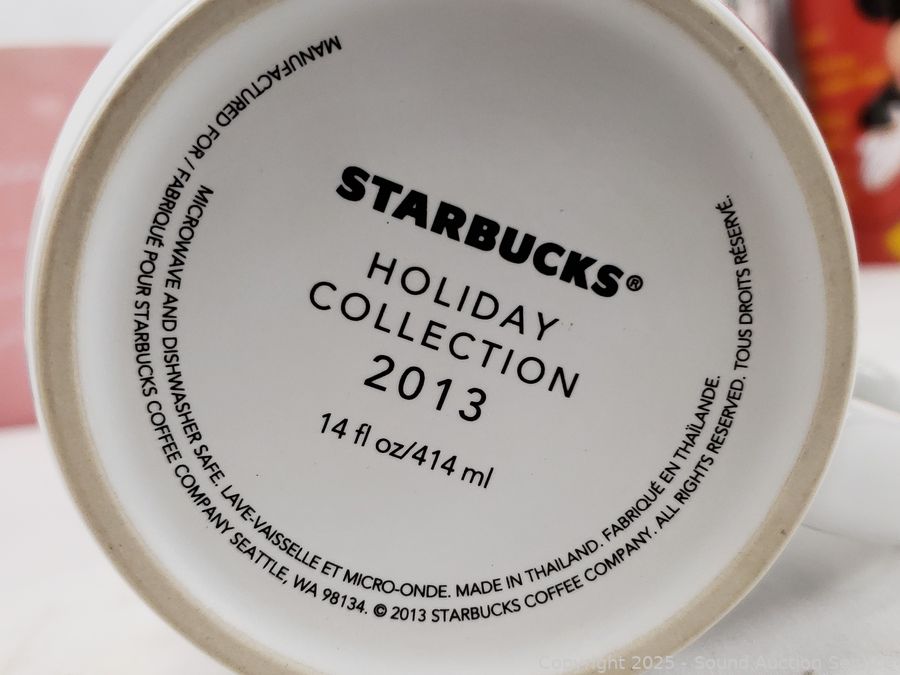 STARBUCKS®
HOLIDAY
COLLECTION
2013
14 fl oz/414 ml
MICROWAVE AND DISHWASHER SAFE. LAVE-VAISSELLE ET MICRO-ONDE. MADE IN THAILAND. FABRIQUÉ EN THAÏLANDE.
MANUFACTURED FOR / FABRIQUÉ POUR STARBUCKS COFFEE COMPANY SEATTLE, WA 98134. © 2013 STARBUCKS COFFEE COMPANY. ALL RIGHTS RESERVED. TOUS DROITS RÉSERVÉ.
Copyright 2025 - Sound Auction Ser